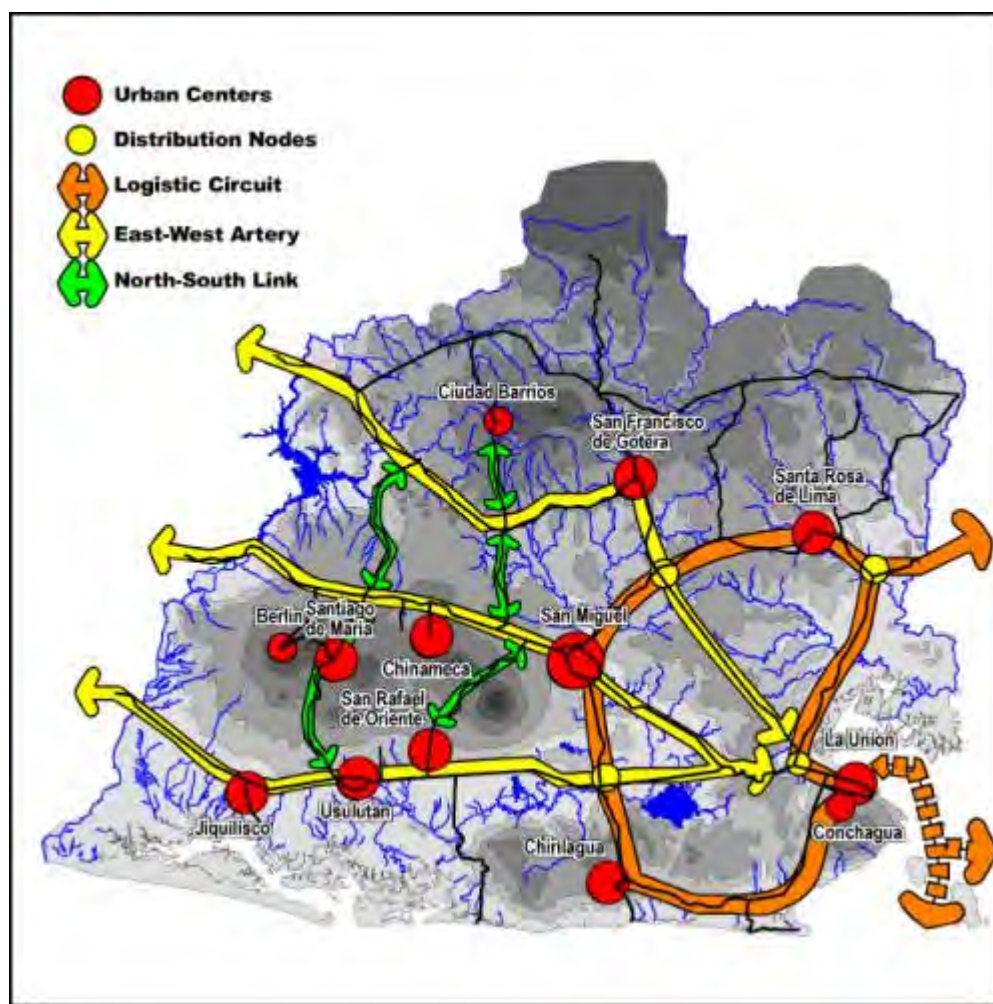 Urban Centers
Distribution Nodes
Logistic Circuit
East-West Artery
North-South Link
Ciudad Barrios
San Francisco
de Gotera
Santa Rosa
de Lima
Berlin
Santiago
de Maria
San Miguel
Chinameca
San Rafael
de Oriente
La Union
Usulutan
Jiquilisco
Conchagua
Chirilagua